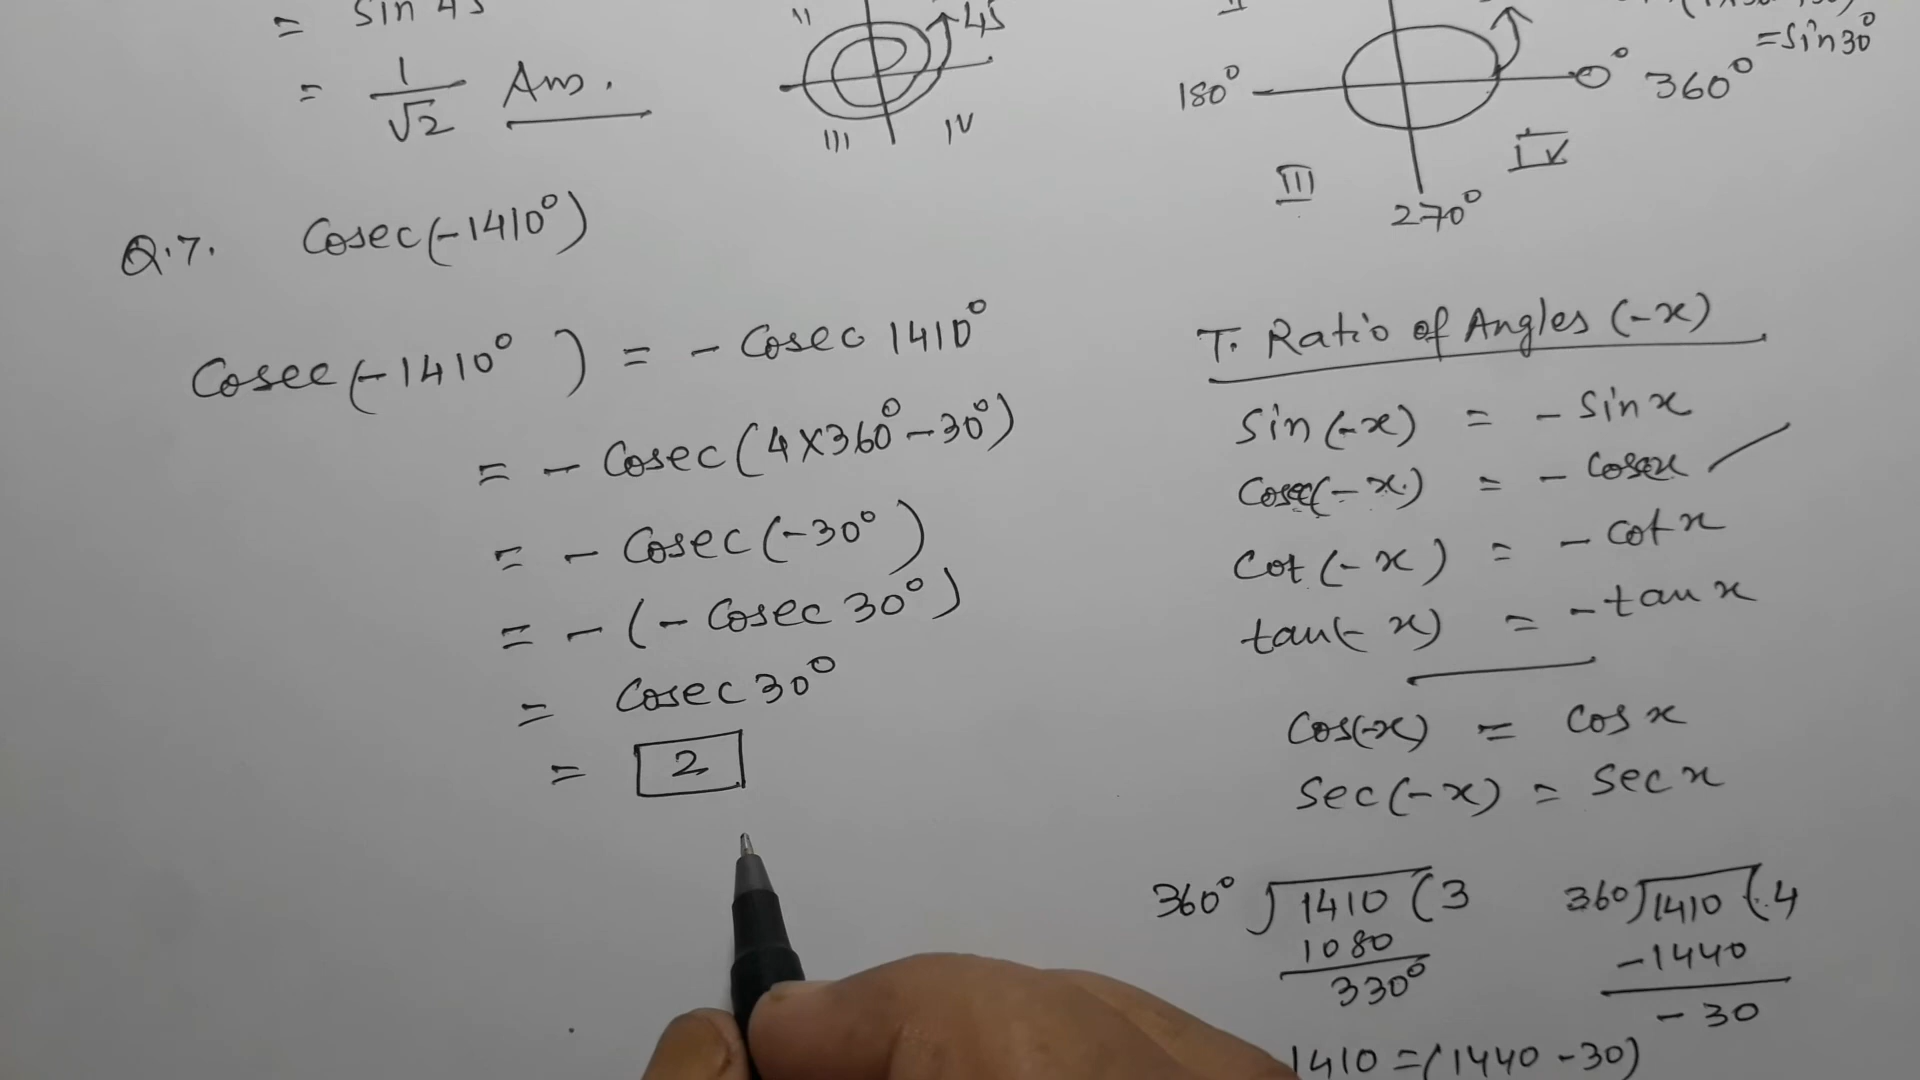 = Sin 45
= 1/√2 Ans.
II
45
III
IV
180°
0° 360°
=Sin30°
III
IV
270°
Q.7. Cosec(-1410°)
Cosec(-1410°) = - Cosec 1410°
= - Cosec(4×360°-30°)
= - Cosec(-30°)
= -(- Cosec 30°)
= Cosec 30°
= 2
T. Ratio of Angles (-x)
Sin(-x) = - Sin x
Cosec(-x) = - Cosecx
Cot(-x) = - Cot x
tan(-x) = - tan x
Cos(-x) = Cos x
Sec(-x) = Sec x
360° ) 1410 ( 3
1080
330°
360 ) 1410 ( 4
-1440
- 30
1410 = (1440 - 30)